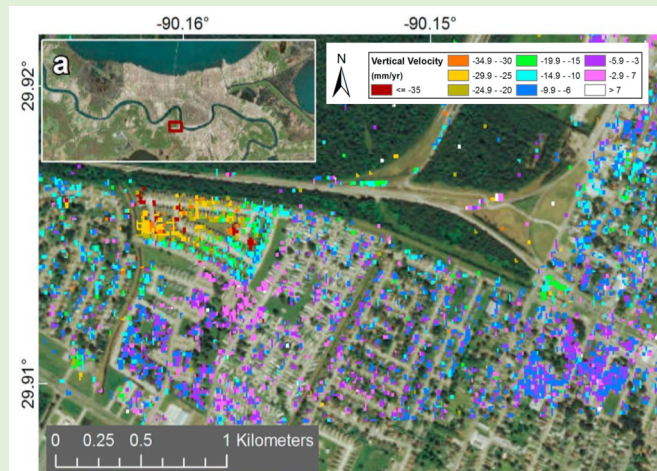 -90.16°
-90.15°
29.92°
29.91°
a
N
Vertical Velocity
(mm/yr)
<= -35
-34.9 - -30
-29.9 - -25
-24.9 - -20
-19.9 - -15
-14.9 - -10
-9.9 - -6
-5.9 - -3
-2.9 - 7
> 7
0 0.25 0.5 1 Kilometers